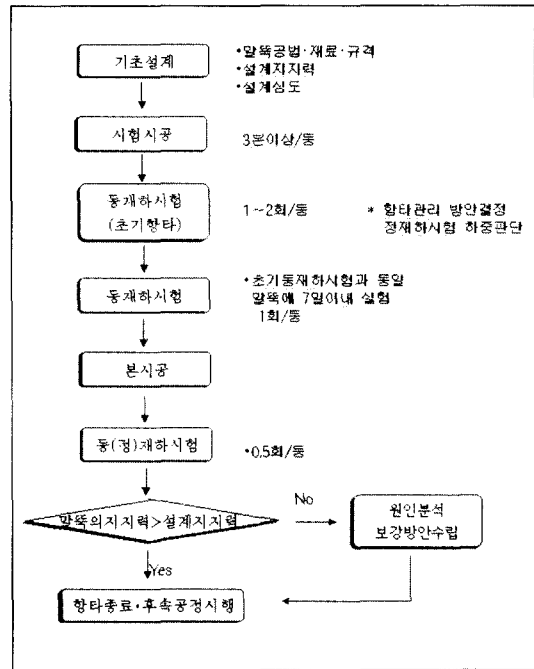 기초설계
•말뚝공법·재료·규격
•설계지지력
•설계심도
시험시공
3본이상/동
동재하시험
(초기항타)
1~2회/동
* 항타관리 방안결정
정재하시험 하중판단
동재하시험
•초기동재하시험과 동일
말뚝에 7일이내 실험
1회/동
본시공
동(정)재하시험
•0.5회/동
말뚝의지지력>설계지지력
No
원인분석
보강방안수립
Yes
항타종료·후속공정시행